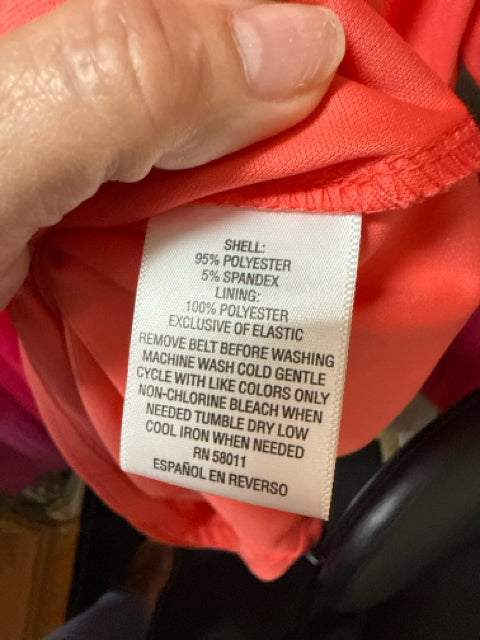 SHELL:
95% POLYESTER
5% SPANDEX
LINING:
100% POLYESTER
EXCLUSIVE OF ELASTIC
REMOVE BELT BEFORE WASHING
MACHINE WASH COLD GENTLE
CYCLE WITH LIKE COLORS ONLY
NON-CHLORINE BLEACH WHEN
NEEDED TUMBLE DRY LOW
COOL IRON WHEN NEEDED
RN 58011
ESPAÑOL EN REVERSO